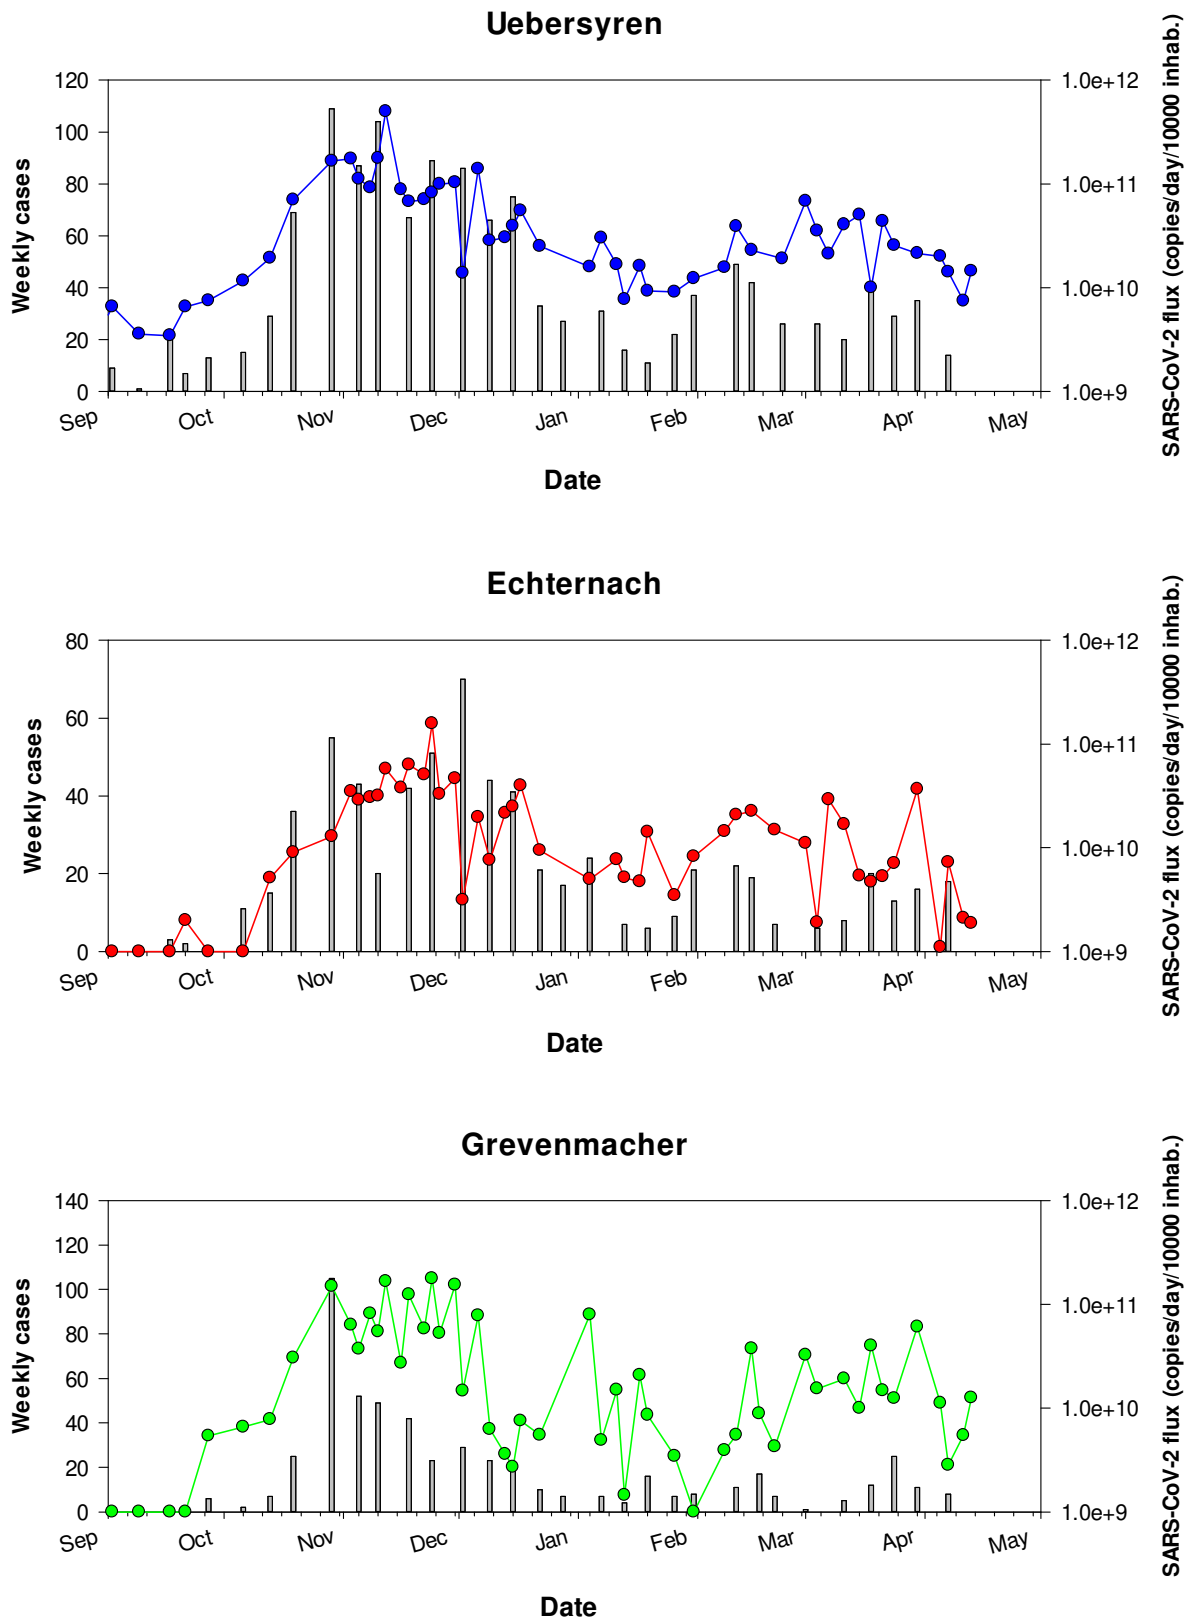 Uebersyren
120
100
80
60
40
20
0
Weekly cases
1.0e+12
1.0e+11
1.0e+10
1.0e+9
SARS-CoV-2 flux (copies/day/10000 inhab.)
Sep Oct Nov Dec Jan Feb Mar Apr May
Date
Echternach
80
60
40
20
0
Weekly cases
1.0e+12
1.0e+11
1.0e+10
1.0e+9
SARS-CoV-2 flux (copies/day/10000 inhab.)
Sep Oct Nov Dec Jan Feb Mar Apr May
Date
Grevenmacher
140
120
100
80
60
40
20
0
Weekly cases
1.0e+12
1.0e+11
1.0e+10
1.0e+9
SARS-CoV-2 flux (copies/day/10000 inhab.)
Sep Oct Nov Dec Jan Feb Mar Apr May
Date